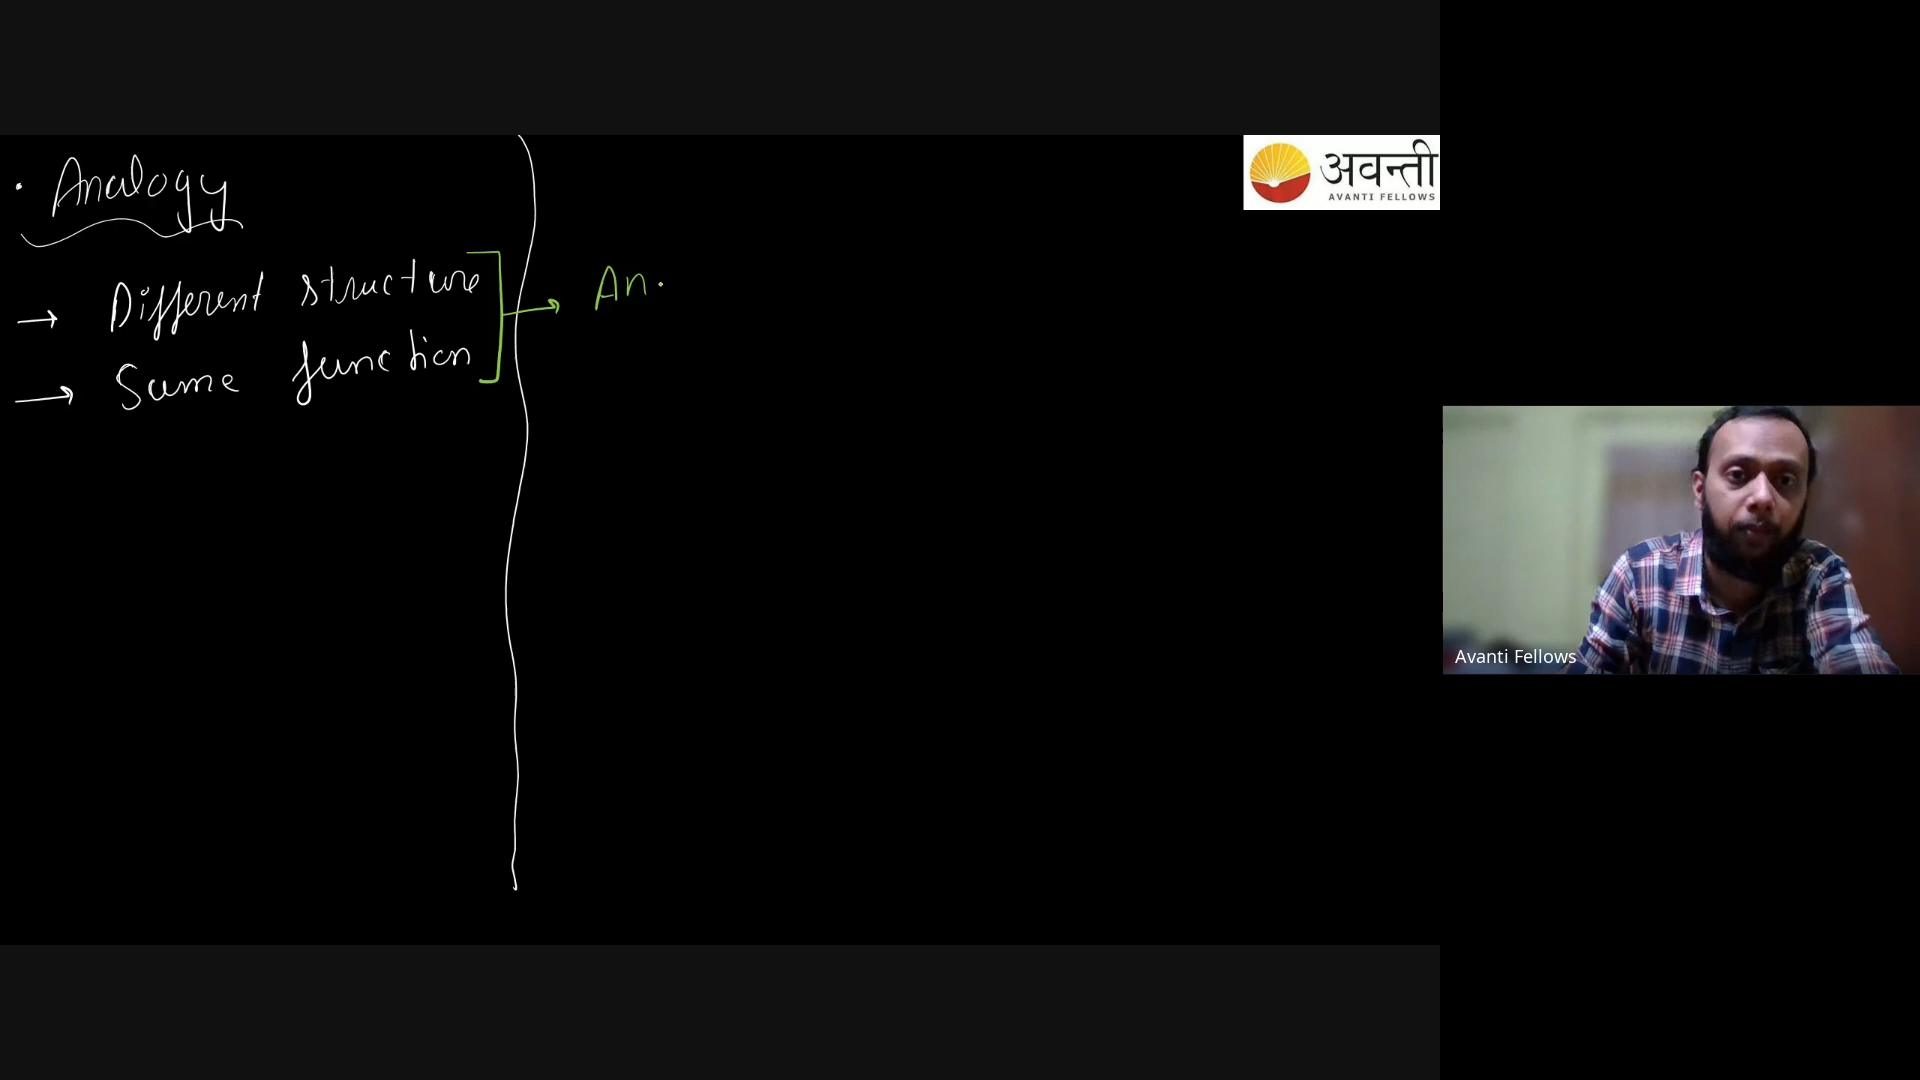 · Analogy
→ Different structure
→ Same function
→ An.
अवन्ती
AVANTI FELLOWS
Avanti Fellows